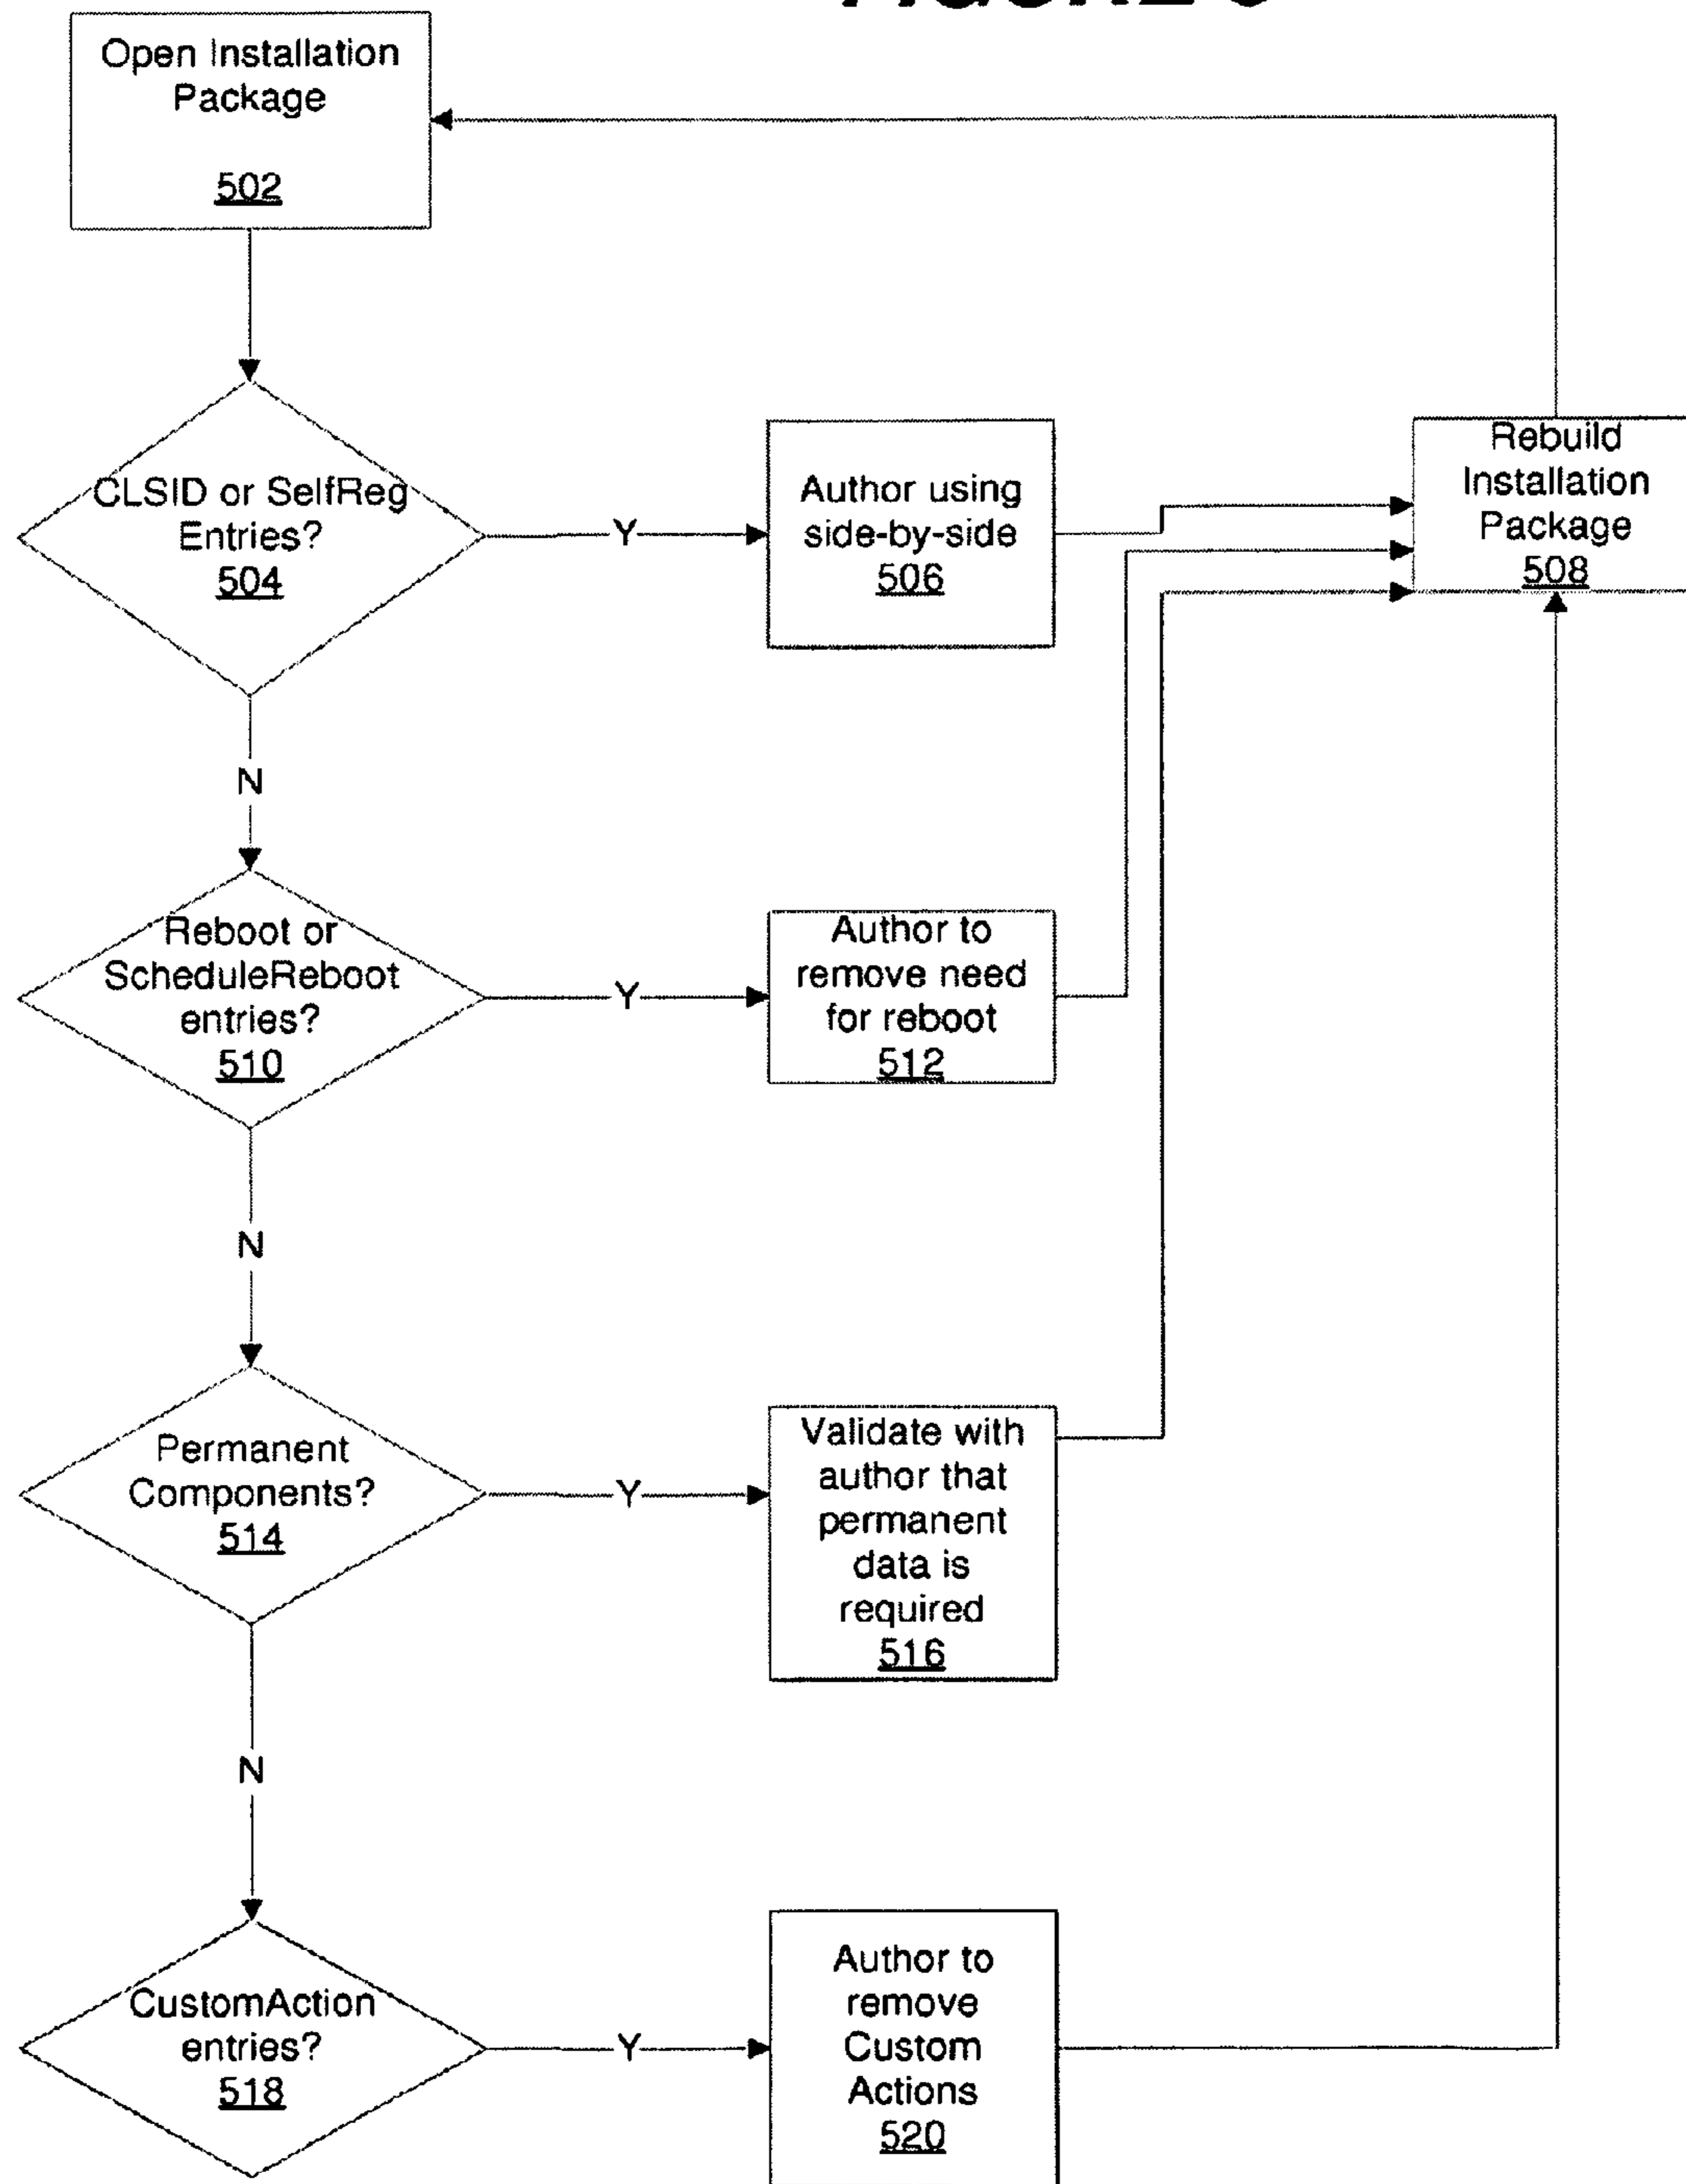 Open Installation
Package
502
CLSID or SelfReg
Entries?
504
Y
Author using
side-by-side
506
Rebuild
Installation
Package
508
N
Reboot or
ScheduleReboot
entries?
510
Y
Author to
remove need
for reboot
512
N
Permanent
Components?
514
Y
Validate with
author that
permanent
data is
required
516
N
CustomAction
entries?
518
Y
Author to
remove
Custom
Actions
520